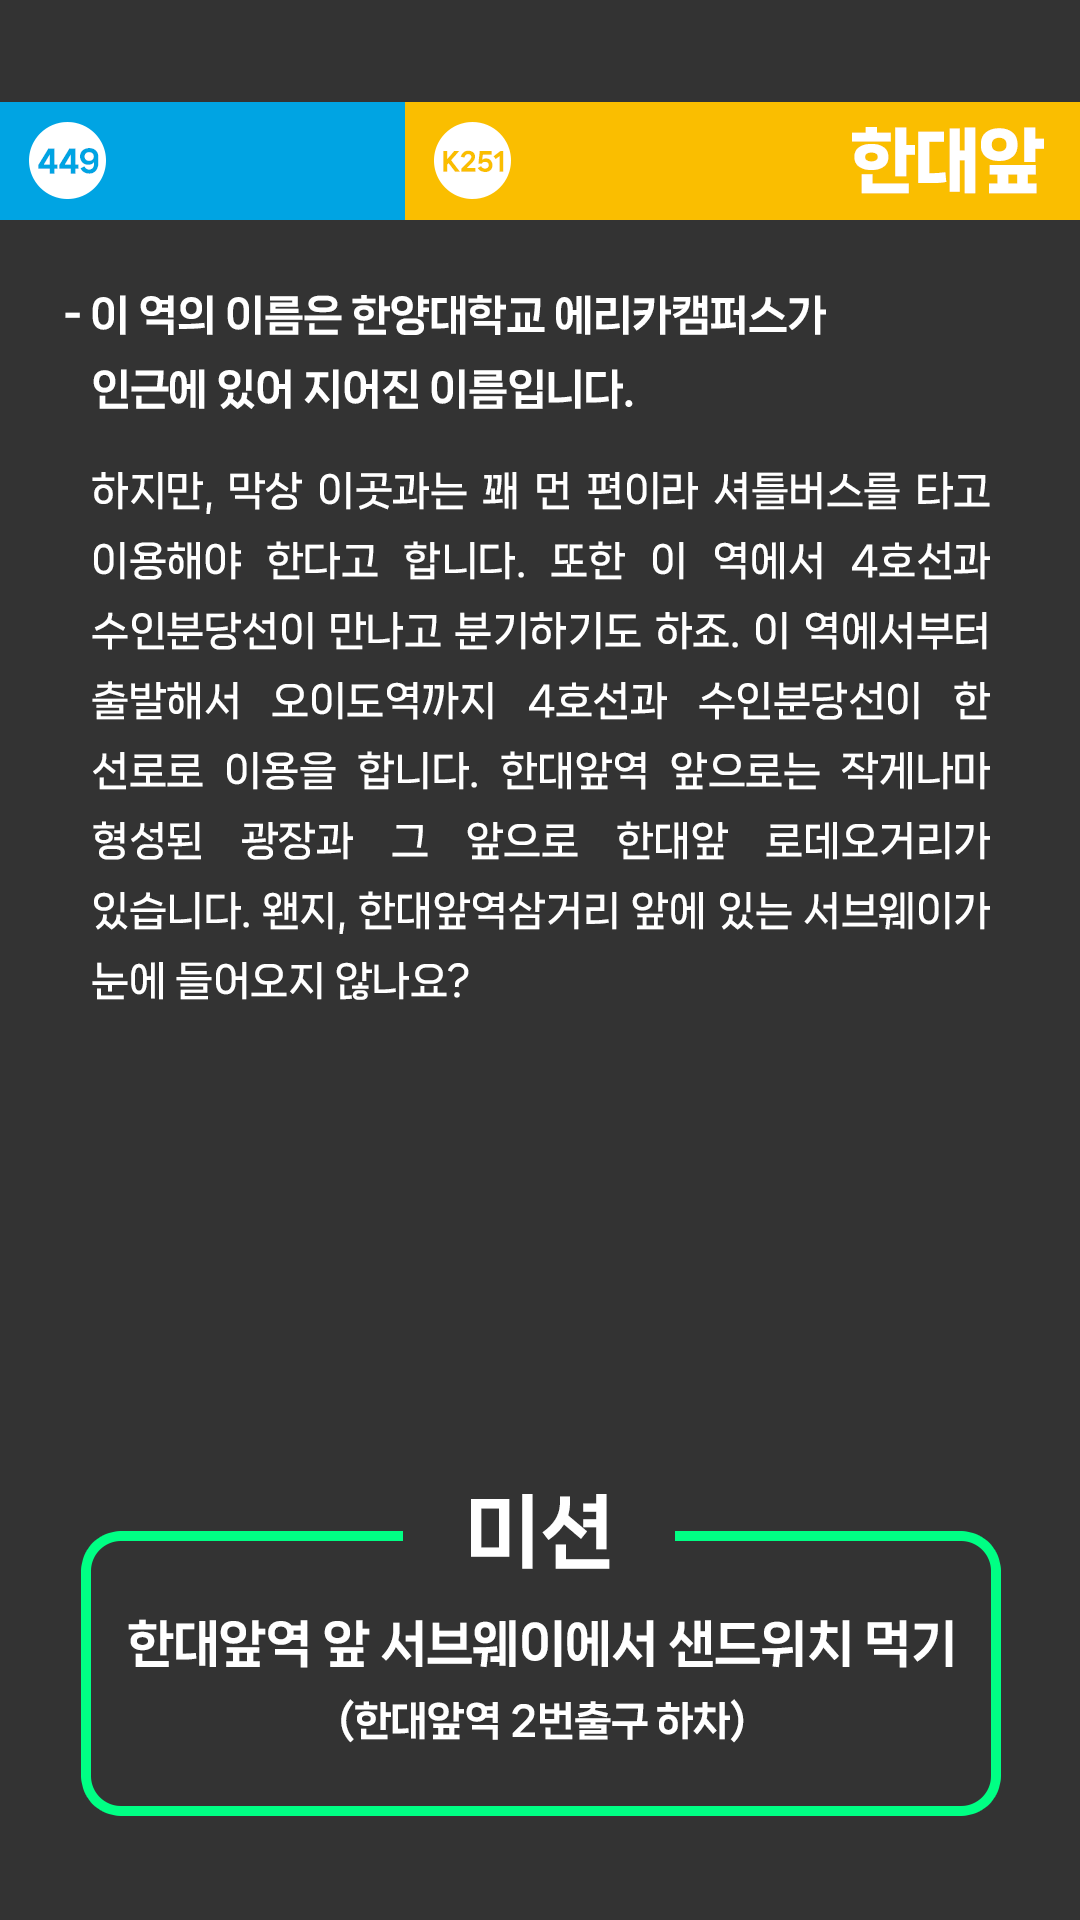 449 K251 한대앞
- 이 역의 이름은 한양대학교 에리카캠퍼스가
인근에 있어 지어진 이름입니다.
하지만, 막상 이곳과는 꽤 먼 편이라 셔틀버스를 타고
이용해야 한다고 합니다. 또한 이 역에서 4호선과
수인분당선이 만나고 분기하기도 하죠. 이 역에서부터
출발해서 오이도역까지 4호선과 수인분당선이 한
선로로 이용을 합니다. 한대앞역 앞으로는 작게나마
형성된 광장과 그 앞으로 한대앞 로데오거리가
있습니다. 왠지, 한대앞역삼거리 앞에 있는 서브웨이가
눈에 들어오지 않나요?
미션
한대앞역 앞 서브웨이에서 샌드위치 먹기
(한대앞역 2번출구 하차)